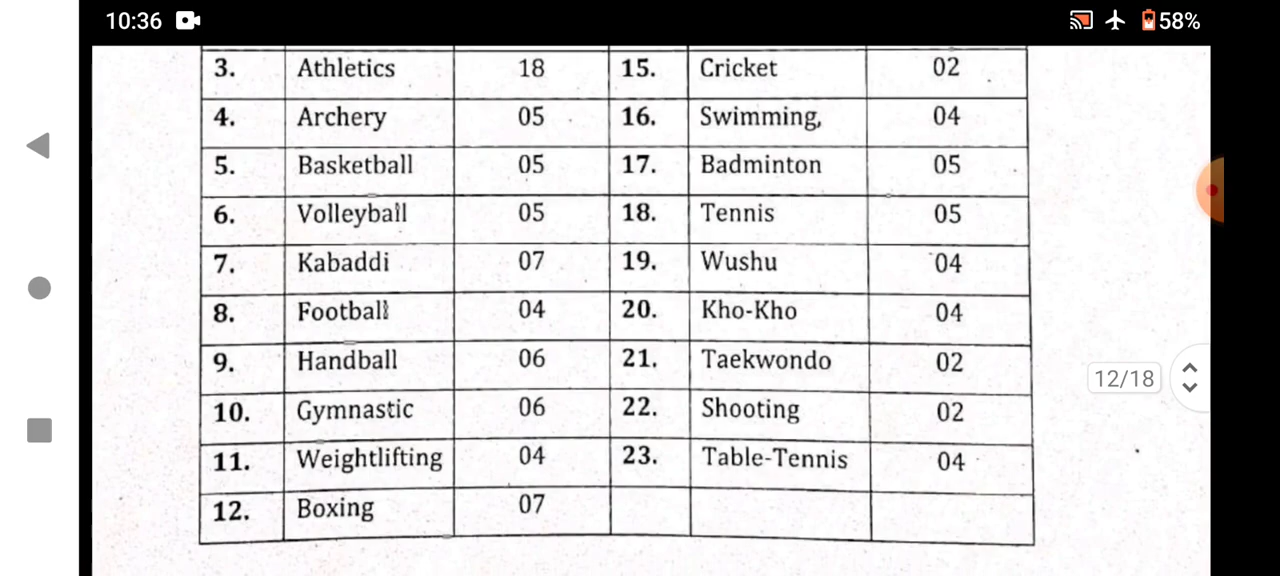 10:36 58%
3. Athletics 18 15. Cricket 02
4. Archery 05 16. Swimming, 04
5. Basketball 05 17. Badminton 05
6. Volleyball 05 18. Tennis 05
7. Kabaddi 07 19. Wushu 04
8. Football 04 20. Kho-Kho 04
9. Handball 06 21. Taekwondo 02
12/18
10. Gymnastic 06 22. Shooting 02
11. Weightlifting 04 23. Table-Tennis 04
12. Boxing 07